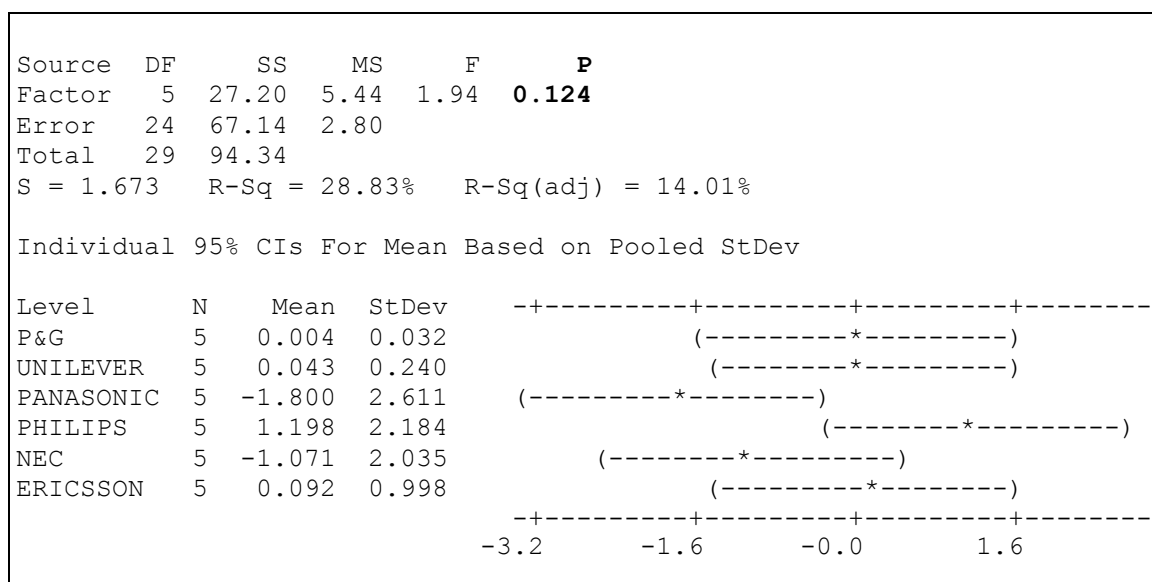 Source  DF     SS    MS     F      P
Factor   5  27.20  5.44  1.94  0.124
Error   24  67.14  2.80
Total   29  94.34
S = 1.673   R-Sq = 28.83%   R-Sq(adj) = 14.01%
Individual 95% CIs For Mean Based on Pooled StDev
Level      N    Mean  StDev   -+---------+---------+---------+--------
P&G        5   0.004  0.032              (---------*---------)
UNILEVER   5   0.043  0.240               (--------*---------)
PANASONIC  5  -1.800  2.611   (---------*--------)
PHILIPS    5   1.198  2.184                      (--------*---------)
NEC        5  -1.071  2.035        (--------*---------)
ERICSSON   5   0.092  0.998               (---------*--------)
                              -+---------+---------+---------+--------
                            -3.2      -1.6      -0.0       1.6